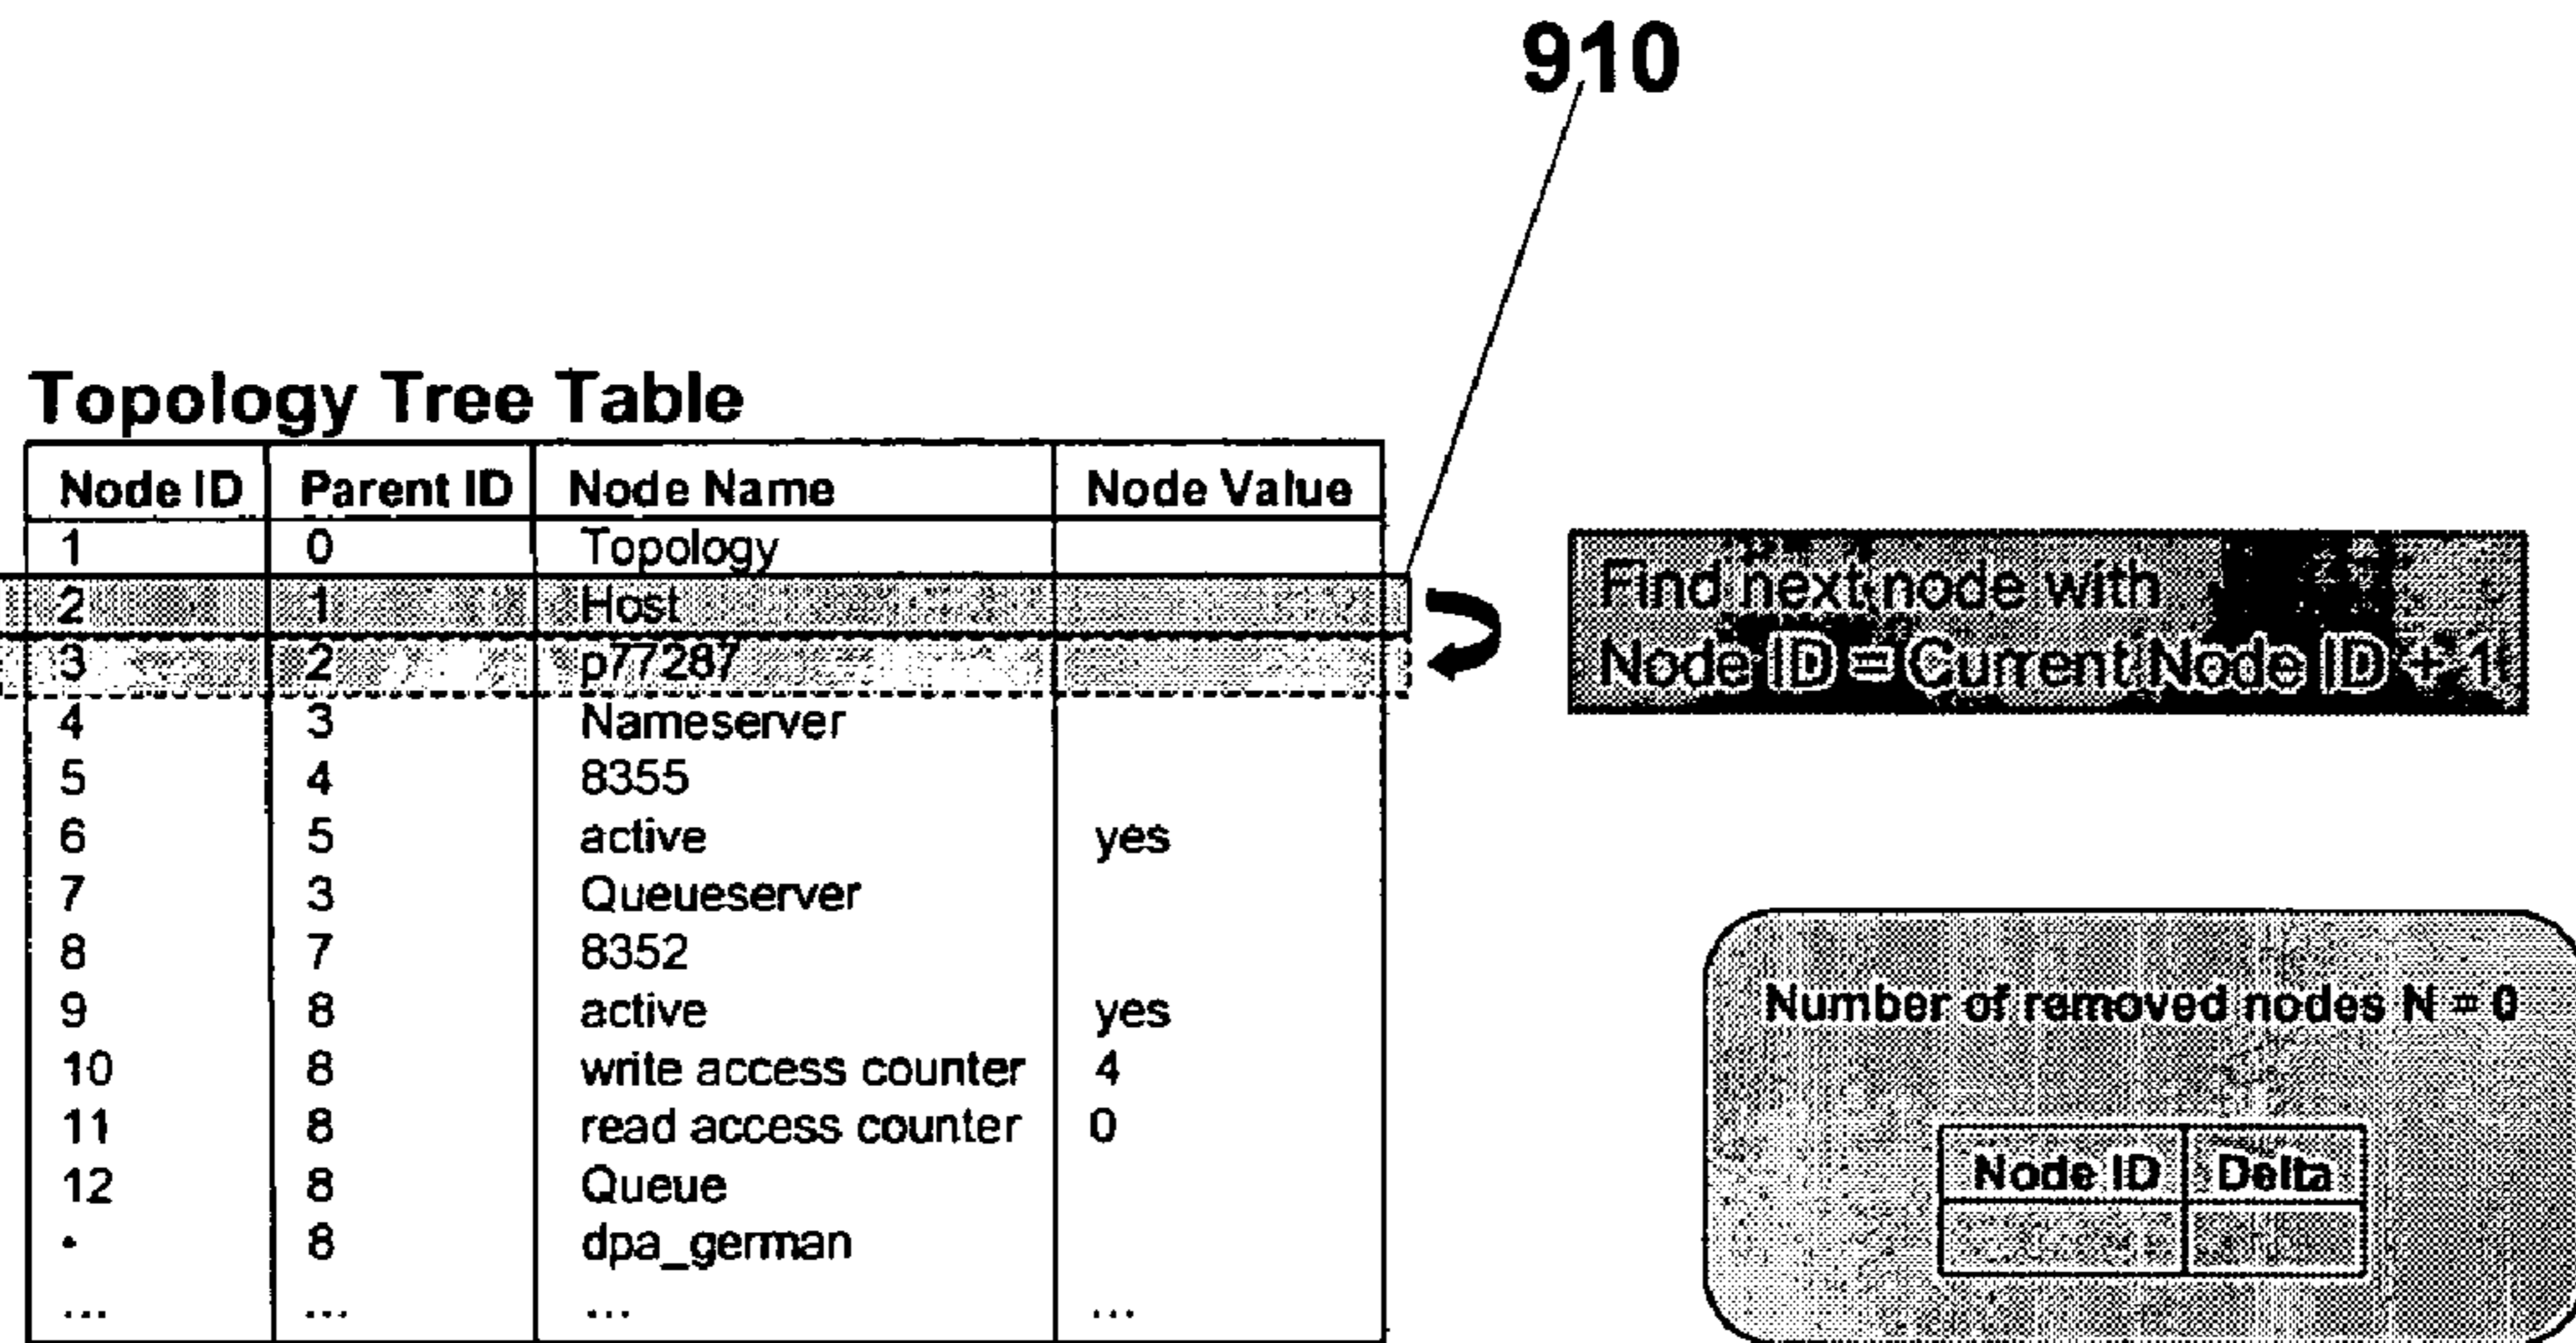 910
Topology Tree Table
Node ID Parent ID Node Name Node Value
1 0 Topology
2 1 Host
3 2 p77287
4 3 Nameserver
5 4 8355
6 5 active yes
7 3 Queueserver
8 7 8352
9 8 active yes
10 8 write access counter 4
11 8 read access counter 0
12 8 Queue
• 8 dpa_german
... ... ... ...
Find next node with
Node ID = Current Node ID + 1
Number of removed nodes N = 0
Node ID Delta